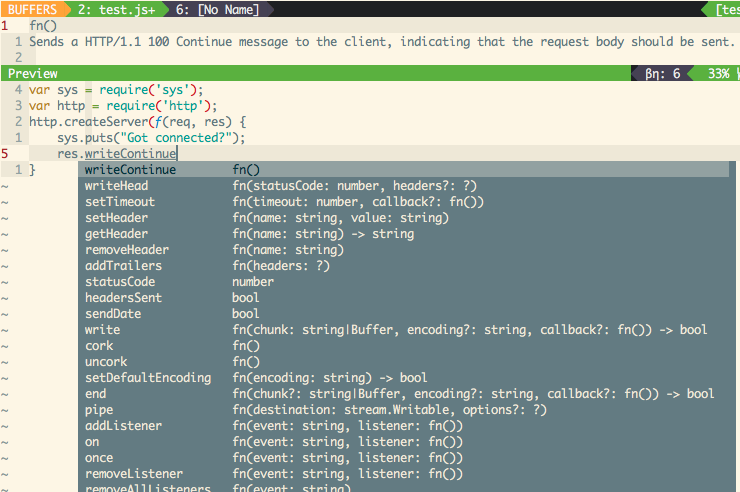 BUFFERS 2: test.js+ 6: [No Name] [tes
1 fn()
1 Sends a HTTP/1.1 100 Continue message to the client, indicating that the request body should be sent.
2
Preview βη: 6 33%
4 var sys = require('sys');
3 var http = require('http');
2 http.createServer(ƒ(req, res) {
1 sys.puts("Got connected?");
5 res.writeContinue
1 } writeContinue fn()
~ writeHead fn(statusCode: number, headers?: ?)
~ setTimeout fn(timeout: number, callback?: fn())
~ setHeader fn(name: string, value: string)
~ getHeader fn(name: string) -> string
~ removeHeader fn(name: string)
~ addTrailers fn(headers: ?)
~ statusCode number
~ headersSent bool
~ sendDate bool
~ write fn(chunk: string|Buffer, encoding?: string, callback?: fn()) -> bool
~ cork fn()
~ uncork fn()
~ setDefaultEncoding fn(encoding: string) -> bool
~ end fn(chunk?: string|Buffer, encoding?: string, callback?: fn()) -> bool
~ pipe fn(destination: stream.Writable, options?: ?)
~ addListener fn(event: string, listener: fn())
~ on fn(event: string, listener: fn())
~ once fn(event: string, listener: fn())
~ removeListener fn(event: string, listener: fn())
~ removeAllListeners fn(event: string)